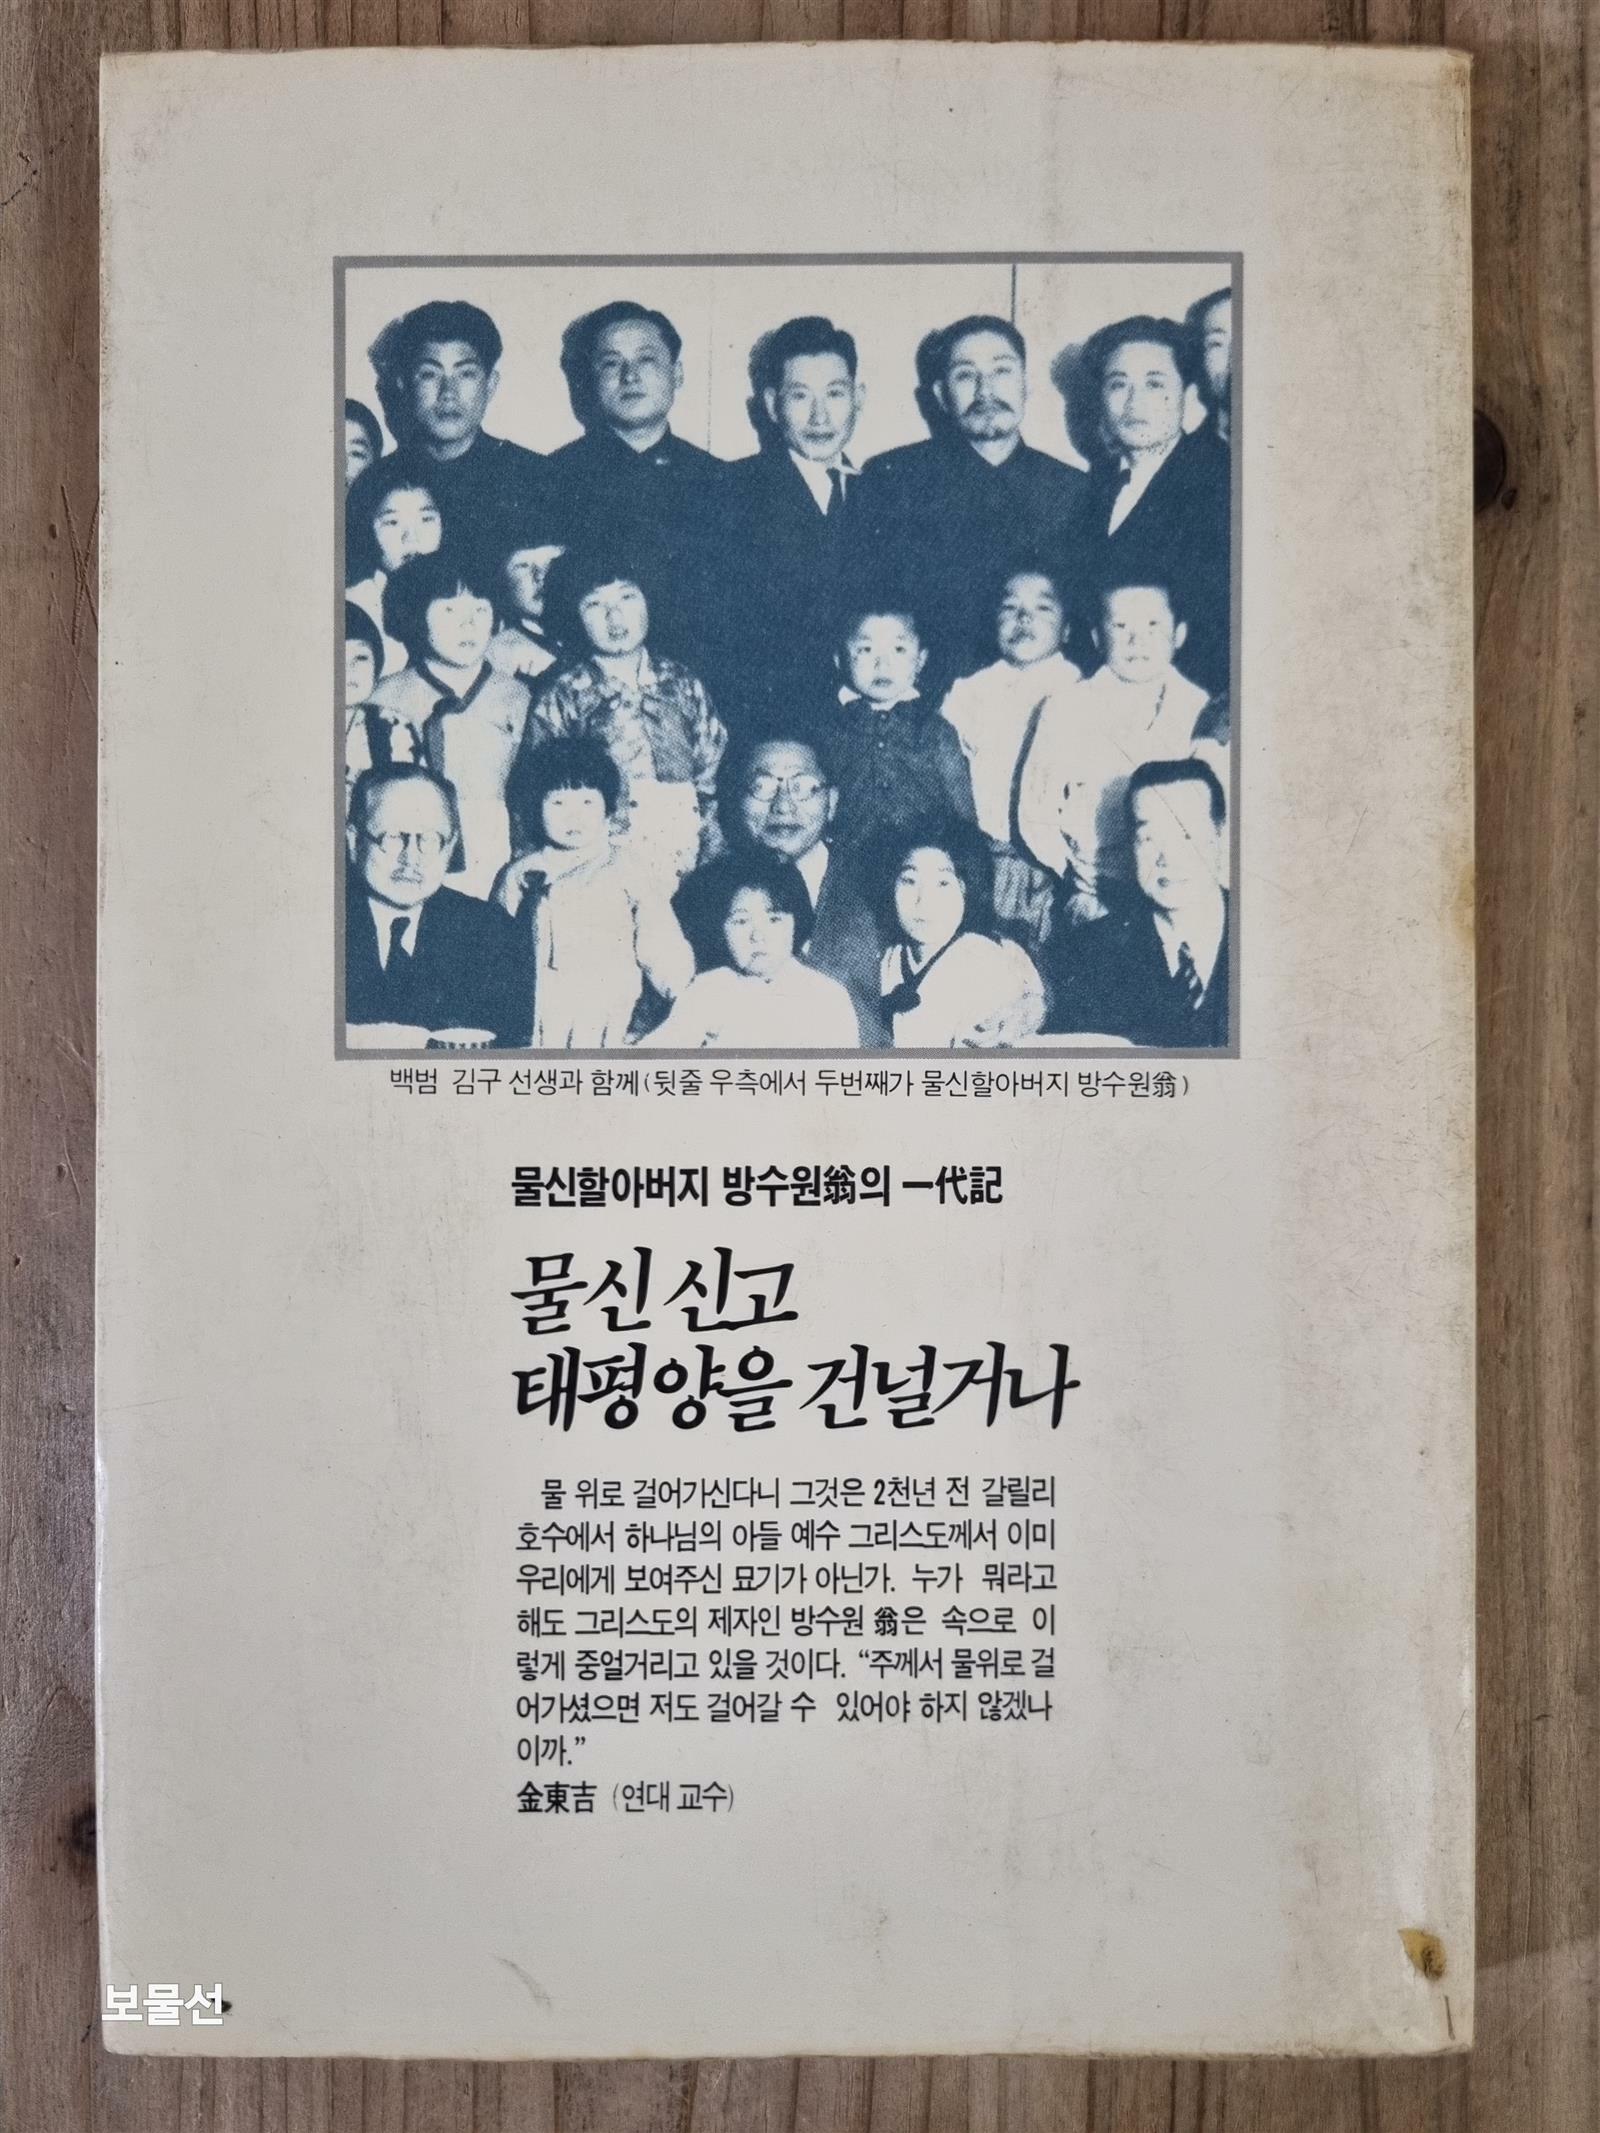 백범 김구 선생과 함께(뒷줄 우측에서 두번째가 물신할아버지 방수원翁)
물신할아버지 방수원翁의 一代記
물신 신고
태평양을 건널거나
물 위로 걸어가신다니 그것은 2천년 전 갈릴리
호수에서 하나님의 아들 예수 그리스도께서 이미
우리에게 보여주신 묘기가 아닌가. 누가 뭐라고
해도 그리스도의 제자인 방수원 翁은 속으로 이
렇게 중얼거리고 있을 것이다. “주께서 물위로 걸
어가셨으면 저도 걸어갈 수 있어야 하지 않겠나
이까.”
金東吉 (연대 교수)
보물선